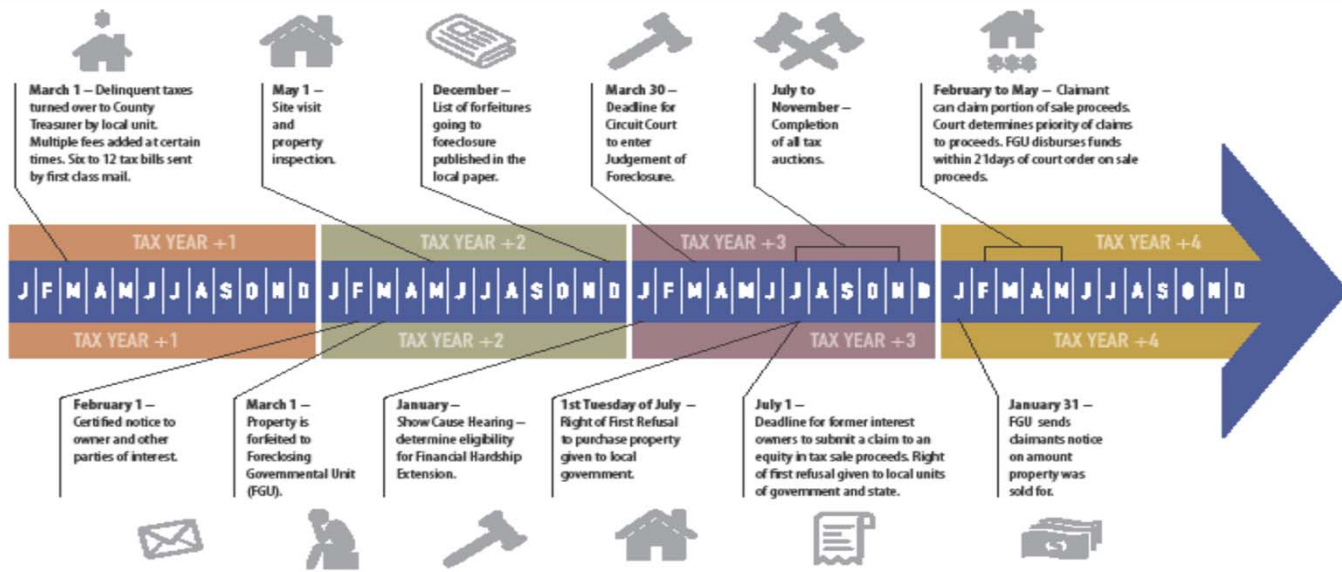 March 1 – Delinquent taxes
turned over to County
Treasurer by local unit.
Multiple fees added at certain
times. Six to 12 tax bills sent
by first class mail.
May 1 –
Site visit
and
property
inspection.
December –
List of forfeitures
going to
foreclosure
published in the
local paper.
March 30 –
Deadline for
Circuit Court
to enter
Judgement of
Foreclosure.
July to
November –
Completion
of all tax
auctions.
February to May – Claimant
can claim portion of sale proceeds.
Court determines priority of claims
to proceeds. FGU disburses funds
within 21days of court order on sale
proceeds.
TAX YEAR +1
TAX YEAR +2
TAX YEAR +3
TAX YEAR +4
J F M A M J J A S O N D
J F M A M J J A S O N D
J F M A M J J A S O N D
J F M A M J J A S O N D
TAX YEAR +1
TAX YEAR +2
TAX YEAR +3
TAX YEAR +4
February 1 –
Certified notice to
owner and other
parties of interest.
March 1 –
Property is
forfeited to
Foreclosing
Governmental Unit
(FGU).
January –
Show Cause Hearing –
determine eligibility
for Financial Hardship
Extension.
1st Tuesday of July –
Right of First Refusal
to purchase property
given to local
government.
July 1 –
Deadline for former interest
owners to submit a claim to an
equity in tax sale proceeds. Right
of first refusal given to local units
of government and state.
January 31 –
FGU sends
claimants notice
on amount
property was
sold for.